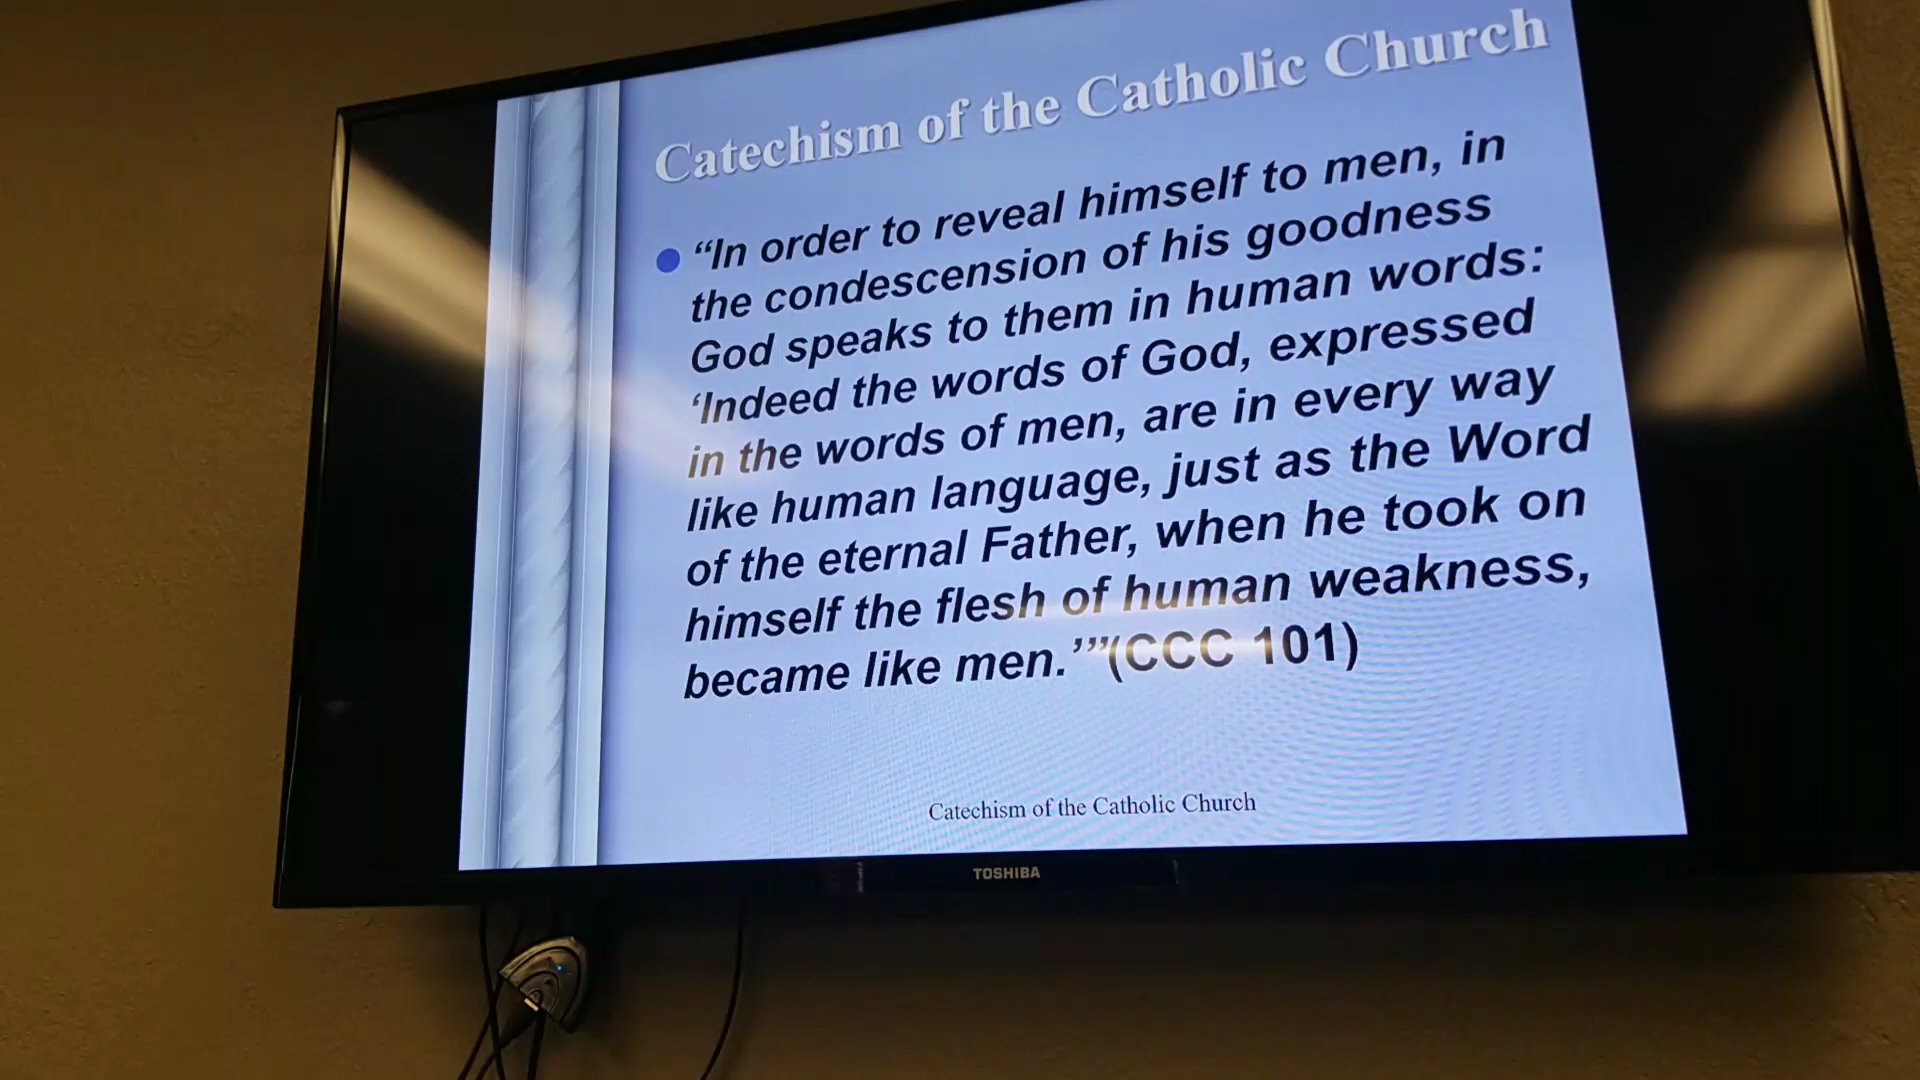 Catechism of the Catholic Church
“In order to reveal himself to men, in
the condescension of his goodness
God speaks to them in human words:
‘Indeed the words of God, expressed
in the words of men, are in every way
like human language, just as the Word
of the eternal Father, when he took on
himself the flesh of human weakness,
became like men.’”(CCC 101)
Catechism of the Catholic Church
TOSHIBA